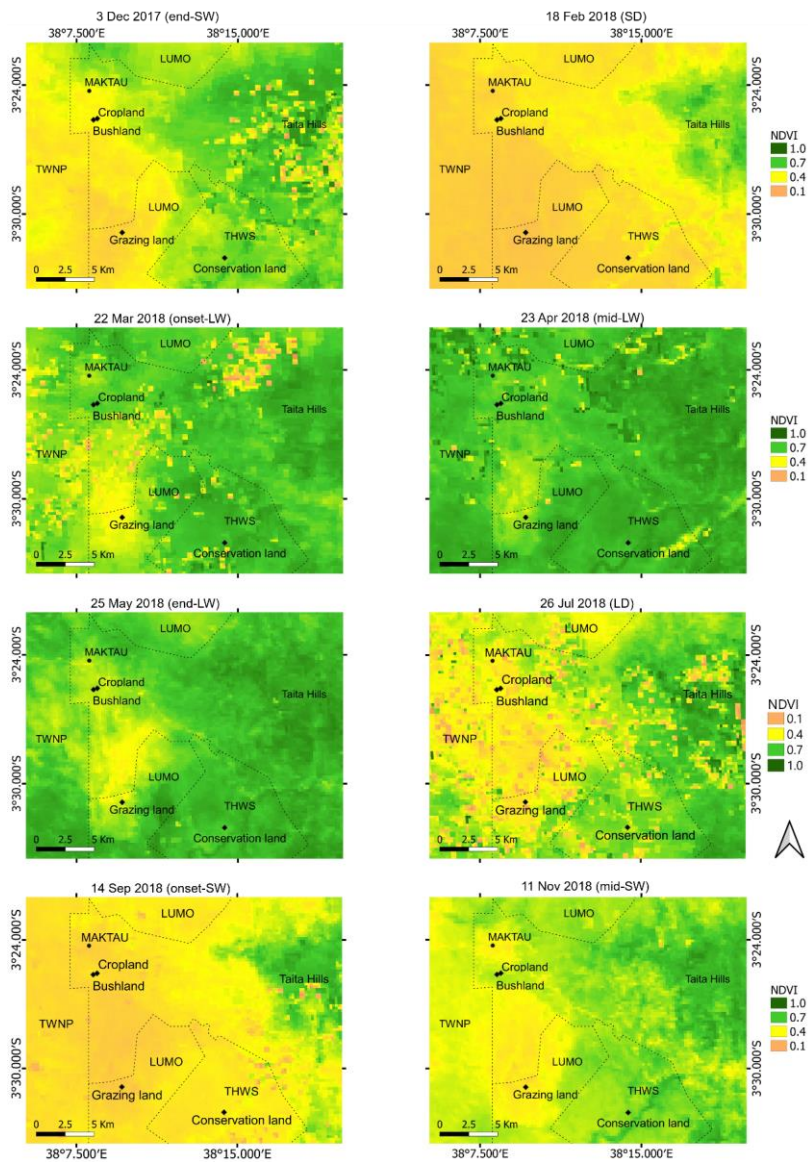 3 Dec 2017 (end-SW)
18 Feb 2018 (SD)
38°7.500'E
38°15.000'E
38°7.500'E
38°15.000'E
LUMO
MAKTAU
Cropland
Bushland
Taita Hills
TWNP
LUMO
THWS
Grazing land
Conservation land
0 2.5 5 Km
3°24.000'S
3°30.000'S
LUMO
MAKTAU
Cropland
Bushland
Taita Hills
TWNP
LUMO
THWS
Grazing land
Conservation land
0 2.5 5 Km
3°24.000'S
3°30.000'S
NDVI
1.0
0.7
0.4
0.1
22 Mar 2018 (onset-LW)
23 Apr 2018 (mid-LW)
LUMO
MAKTAU
Cropland
Bushland
Taita Hills
TWNP
LUMO
THWS
Grazing land
Conservation land
0 2.5 5 Km
3°24.000'S
3°30.000'S
LUMO
MAKTAU
Cropland
Bushland
Taita Hills
TWNP
LUMO
THWS
Grazing land
Conservation land
0 2.5 5 Km
3°24.000'S
3°30.000'S
NDVI
1.0
0.7
0.4
0.1
25 May 2018 (end-LW)
26 Jul 2018 (LD)
LUMO
MAKTAU
Cropland
Bushland
Taita Hills
TWNP
LUMO
THWS
Grazing land
Conservation land
0 2.5 5 Km
3°24.000'S
3°30.000'S
LUMO
MAKTAU
Cropland
Bushland
Taita Hills
TWNP
LUMO
THWS
Grazing land
Conservation land
0 2.5 5 Km
3°24.000'S
3°30.000'S
NDVI
0.1
0.4
0.7
1.0
14 Sep 2018 (onset-SW)
11 Nov 2018 (mid-SW)
LUMO
MAKTAU
Cropland
Bushland
Taita Hills
TWNP
LUMO
THWS
Grazing land
Conservation land
0 2.5 5 Km
3°24.000'S
3°30.000'S
LUMO
MAKTAU
Cropland
Bushland
Taita Hills
TWNP
LUMO
THWS
Grazing land
Conservation land
0 2.5 5 Km
3°24.000'S
3°30.000'S
NDVI
1.0
0.7
0.4
0.1
38°7.500'E
38°15.000'E
38°7.500'E
38°15.000'E